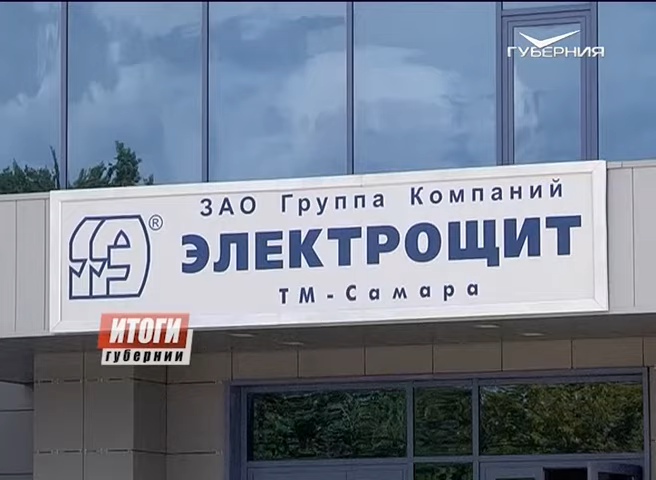 ГУБЕРНИЯ
ЗАО Группа Компаний
®
ЭЛЕКТРОЩИТ
ТМ-Самара
ИТОГИ
губернии